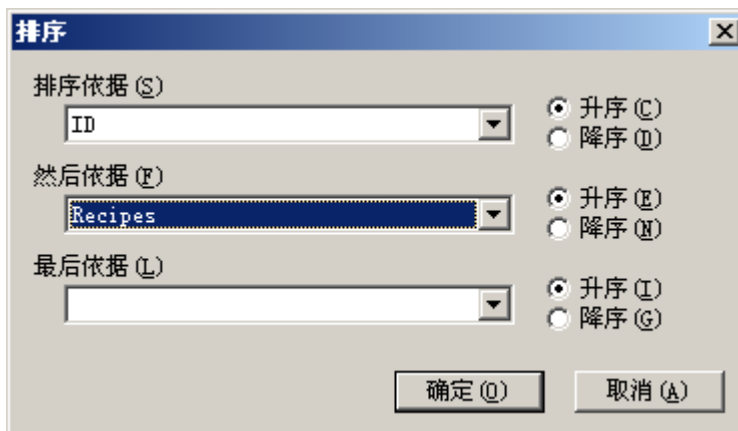 排序
排序依据(S)
ID
升序(C)
降序(D)
然后依据(F)
Recipes
升序(E)
降序(N)
最后依据(L)
升序(I)
降序(G)
确定(O) 取消(A)